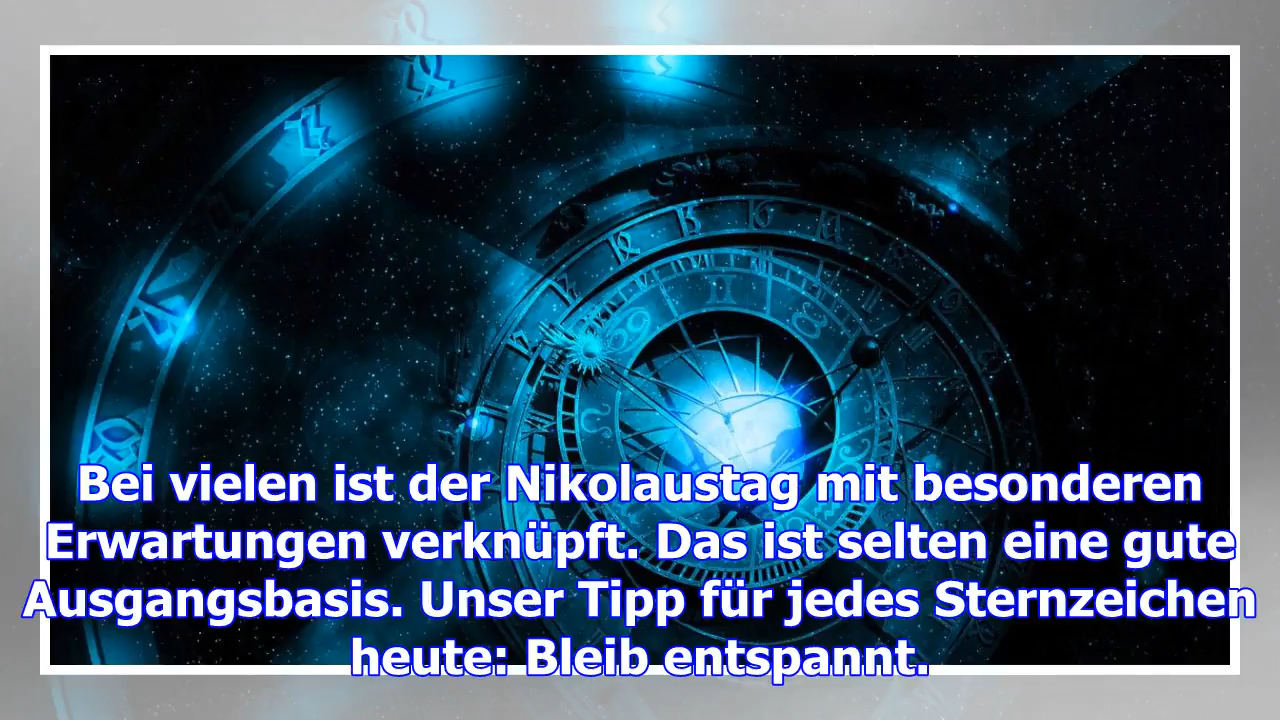 Bei vielen ist der Nikolaustag mit besonderen
Erwartungen verknüpft. Das ist selten eine gute
Ausgangsbasis. Unser Tipp für jedes Sternzeichen
heute: Bleib entspannt.